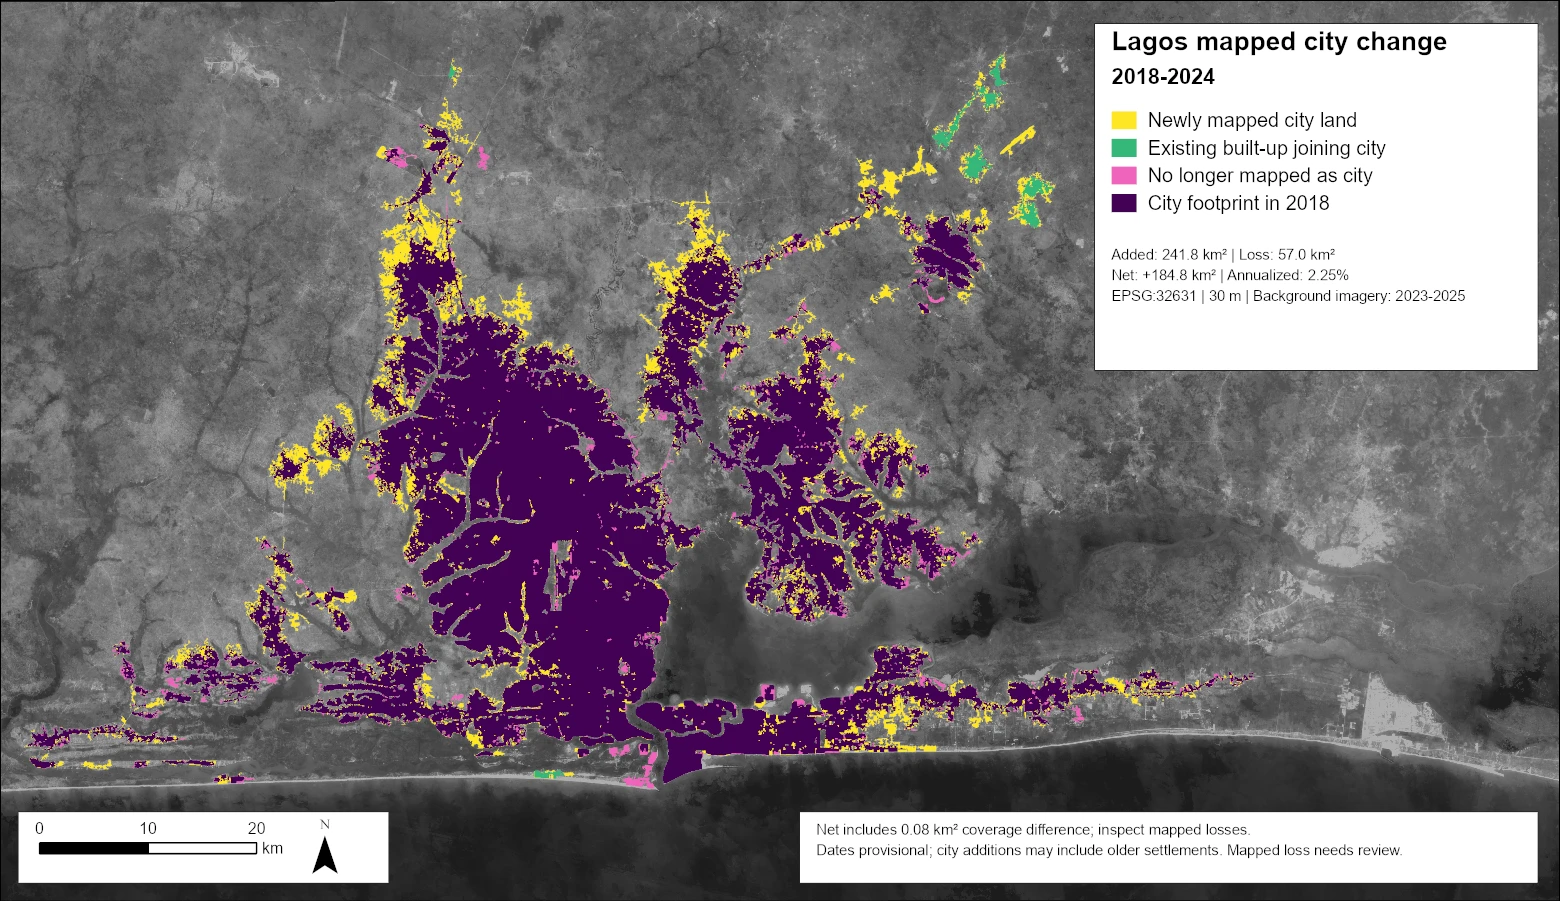 Lagos mapped city change
2018-2024
Newly mapped city land
Existing built-up joining city
No longer mapped as city
City footprint in 2018
Added: 241.8 km² | Loss: 57.0 km²
Net: +184.8 km² | Annualized: 2.25%
EPSG:32631 | 30 m | Background imagery: 2023-2025
0 10 20
km
N
Net includes 0.08 km² coverage difference; inspect mapped losses.
Dates provisional; city additions may include older settlements. Mapped loss needs review.